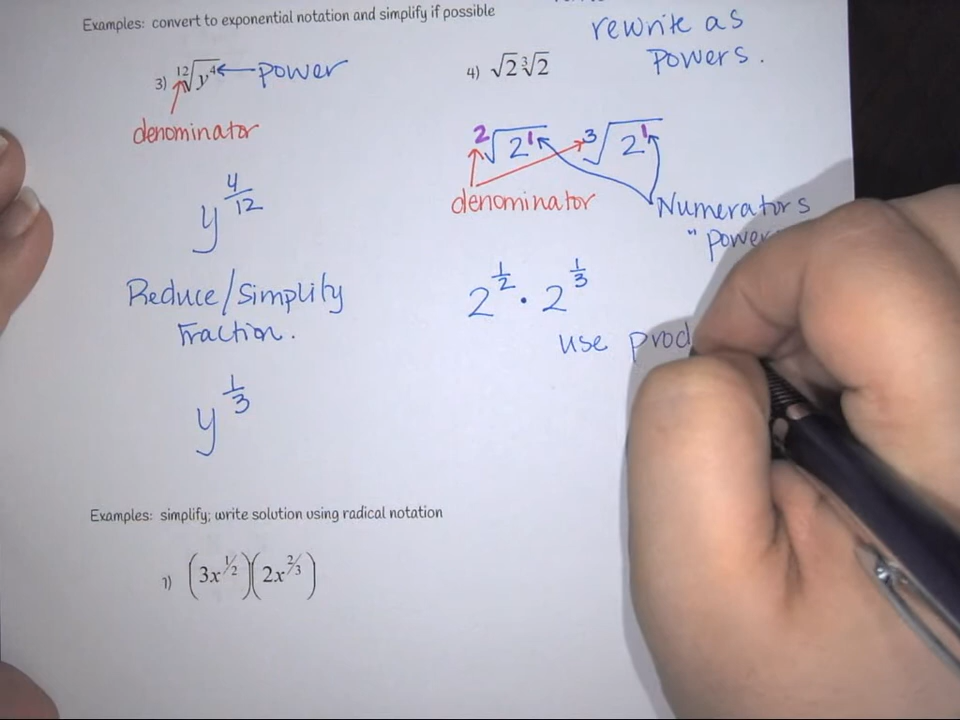 Examples: convert to exponential notation and simplify if possible
rewrite as
Powers.
3) ¹²√y⁴ ← power
denominator
y^(4/12)
Reduce/Simplify
Fraction.
y^(1/3)
4) √2 ∛2
²√2¹ ³√2¹
denominator
Numerators
"power
2^(1/2) · 2^(1/3)
use prod
Examples: simplify; write solution using radical notation
1) (3x^(1/2))(2x^(2/3))